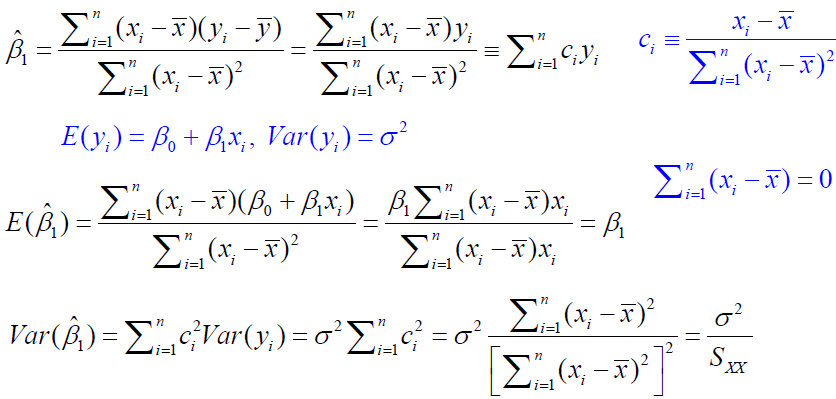 β̂₁ = ∑ᵢ₌₁ⁿ(xᵢ − x̄)(yᵢ − ȳ) / ∑ᵢ₌₁ⁿ(xᵢ − x̄)² = ∑ᵢ₌₁ⁿ(xᵢ − x̄)yᵢ / ∑ᵢ₌₁ⁿ(xᵢ − x̄)² ≡ ∑ᵢ₌₁ⁿ cᵢyᵢ   cᵢ ≡ (xᵢ − x̄) / ∑ᵢ₌₁ⁿ(xᵢ − x̄)²
E(yᵢ) = β₀ + β₁xᵢ, Var(yᵢ) = σ²
∑ᵢ₌₁ⁿ(xᵢ − x̄) = 0
E(β̂₁) = ∑ᵢ₌₁ⁿ(xᵢ − x̄)(β₀ + β₁xᵢ) / ∑ᵢ₌₁ⁿ(xᵢ − x̄)² = β₁∑ᵢ₌₁ⁿ(xᵢ − x̄)xᵢ / ∑ᵢ₌₁ⁿ(xᵢ − x̄)xᵢ = β₁
Var(β̂₁) = ∑ᵢ₌₁ⁿ cᵢ²Var(yᵢ) = σ²∑ᵢ₌₁ⁿ cᵢ² = σ² ∑ᵢ₌₁ⁿ(xᵢ − x̄)² / [∑ᵢ₌₁ⁿ(xᵢ − x̄)²]² = σ² / S_XX